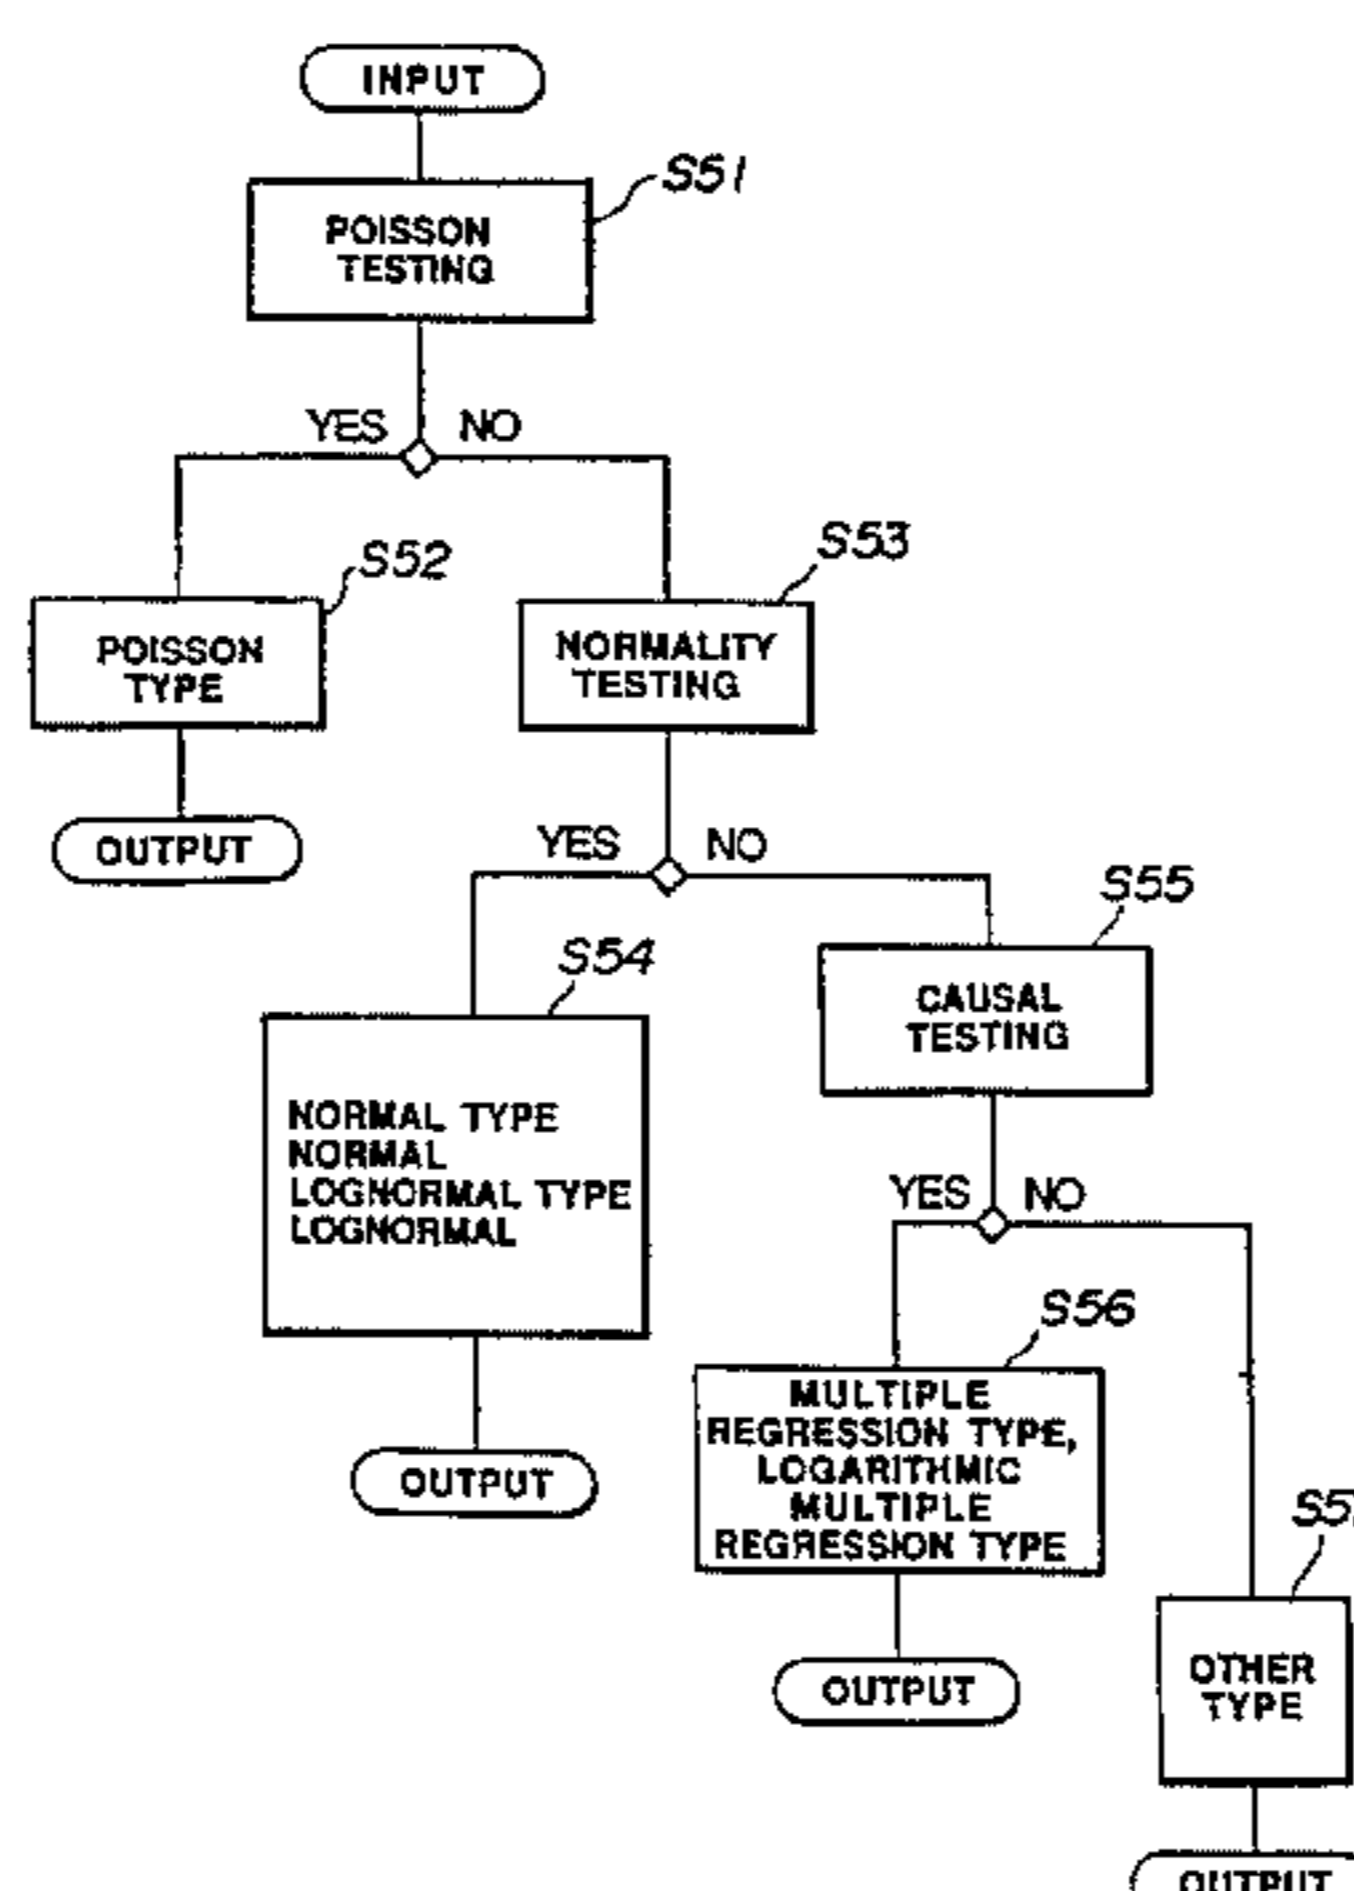 INPUT
S51
POISSON
TESTING
YES NO
S52
S53
POISSON
TYPE
NORMALITY
TESTING
OUTPUT
YES NO
S54
S55
NORMAL TYPE
NORMAL
LOGNORMAL TYPE
LOGNORMAL
CAUSAL
TESTING
YES NO
S56
OUTPUT
MULTIPLE
REGRESSION TYPE,
LOGARITHMIC
MULTIPLE
REGRESSION TYPE
OTHER
TYPE
OUTPUT
OUTPUT